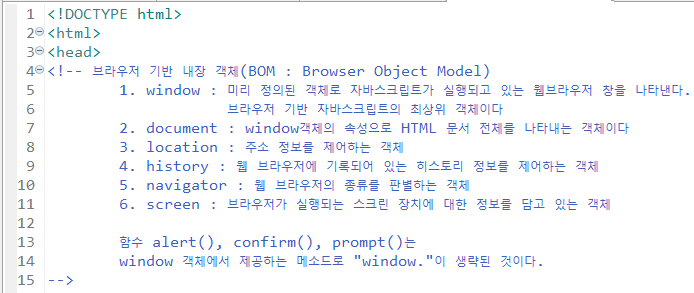 1 <!DOCTYPE html>
2 <html>
3 <head>
4 <!-- 브라우저 기반 내장 객체(BOM : Browser Object Model)
5 1. window : 미리 정의된 객체로 자바스크립트가 실행되고 있는 웹브라우저 창을 나타낸다.
6 브라우저 기반 자바스크립트의 최상위 객체이다
7 2. document : window객체의 속성으로 HTML 문서 전체를 나타내는 객체이다
8 3. location : 주소 정보를 제어하는 객체
9 4. history : 웹 브라우저에 기록되어 있는 히스토리 정보를 제어하는 객체
10 5. navigator : 웹 브라우저의 종류를 판별하는 객체
11 6. screen : 브라우저가 실행되는 스크린 장치에 대한 정보를 담고 있는 객체
12
13 함수 alert(), confirm(), prompt()는
14 window 객체에서 제공하는 메소드로 "window."이 생략된 것이다.
15 -->